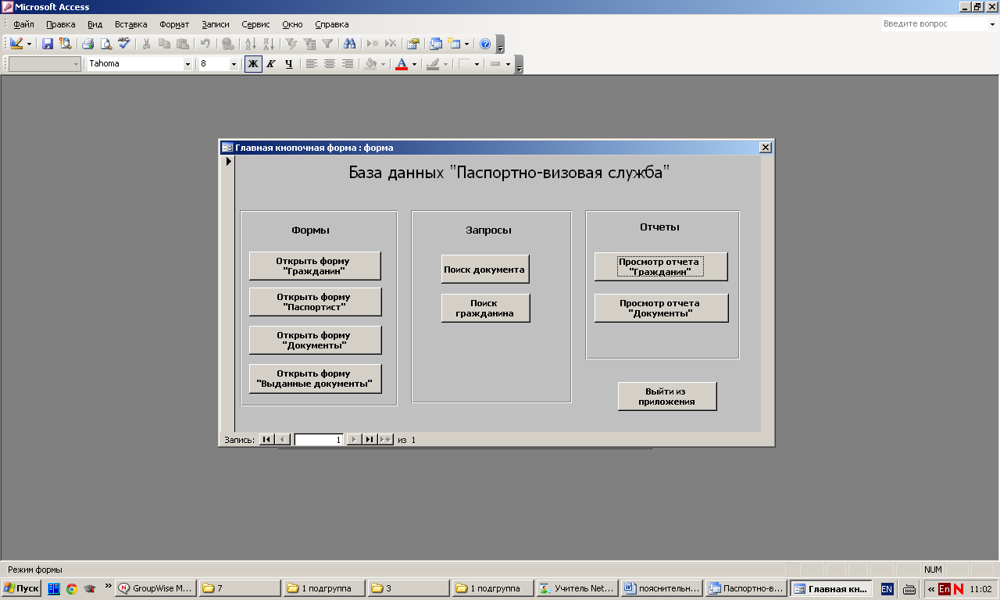 Microsoft Access
Файл Правка Вид Вставка Формат Записи Сервис Окно Справка
Введите вопрос
Tahoma 8 Ж К Ч
Главная кнопочная форма : форма
База данных "Паспортно-визовая служба"
Формы
Открыть форму
"Гражданин"
Открыть форму
"Паспортист"
Открыть форму
"Документы"
Открыть форму
"Выданные документы"
Запросы
Поиск документа
Поиск
гражданина
Отчеты
Просмотр отчета
"Гражданин"
Просмотр отчета
"Документы"
Выйти из
приложения
Запись: 1 из 1
Режим формы
NUM
Пуск » GroupWise M... 7 1 подгруппа 3 1 подгруппа Учитель Net... пояснительн... Паспортно-в... Главная кн... EN « En N 11:02